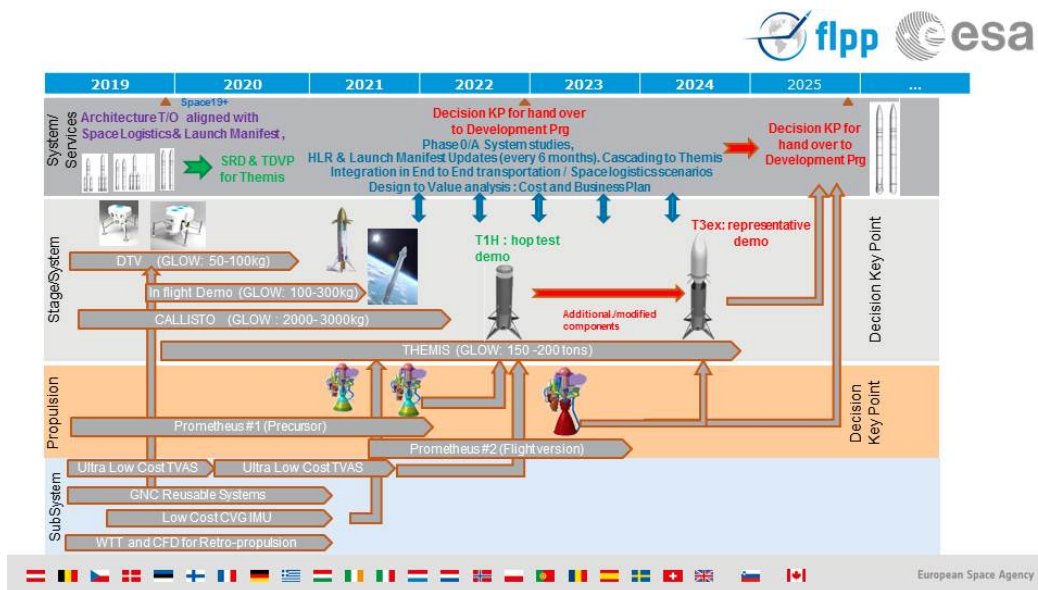 flpp
esa
2019 2020 2021 2022 2023 2024 2025 ...
System/
Services
Space19+
Architecture T/O aligned with
Space Logistics & Launch Manifest ,
SRD & TDVP
for Themis
Decision KP for hand over
to Development Prg
Phase 0/A System studies,
HLR & Launch Manifest Updates (every 6 months). Cascading to Themis
Integration in End to End transportation / Space logistics scenarios
Design to Value analysis : Cost and Business Plan
Decision KP for
hand over to
Development Prg
Stage/System
DTV (GLOW: 50-100kg)
In flight Demo (GLOW: 100-300kg)
CALLISTO (GLOW : 2000-3000kg)
THEMIS (GLOW: 150 -200 tons)
T1H : hop test
demo
Additional/modified
components
T3ex: representative
demo
Decision Key Point
Propulsion
Prometheus #1 (Precursor)
Prometheus #2 (Flight version)
Decision
Key Point
SubSystem
Ultra Low Cost TVAS
Ultra Low Cost TVAS
GNC Reusable Systems
Low Cost CVG IMU
WTT and CFD for Retro-propulsion
European Space Agency